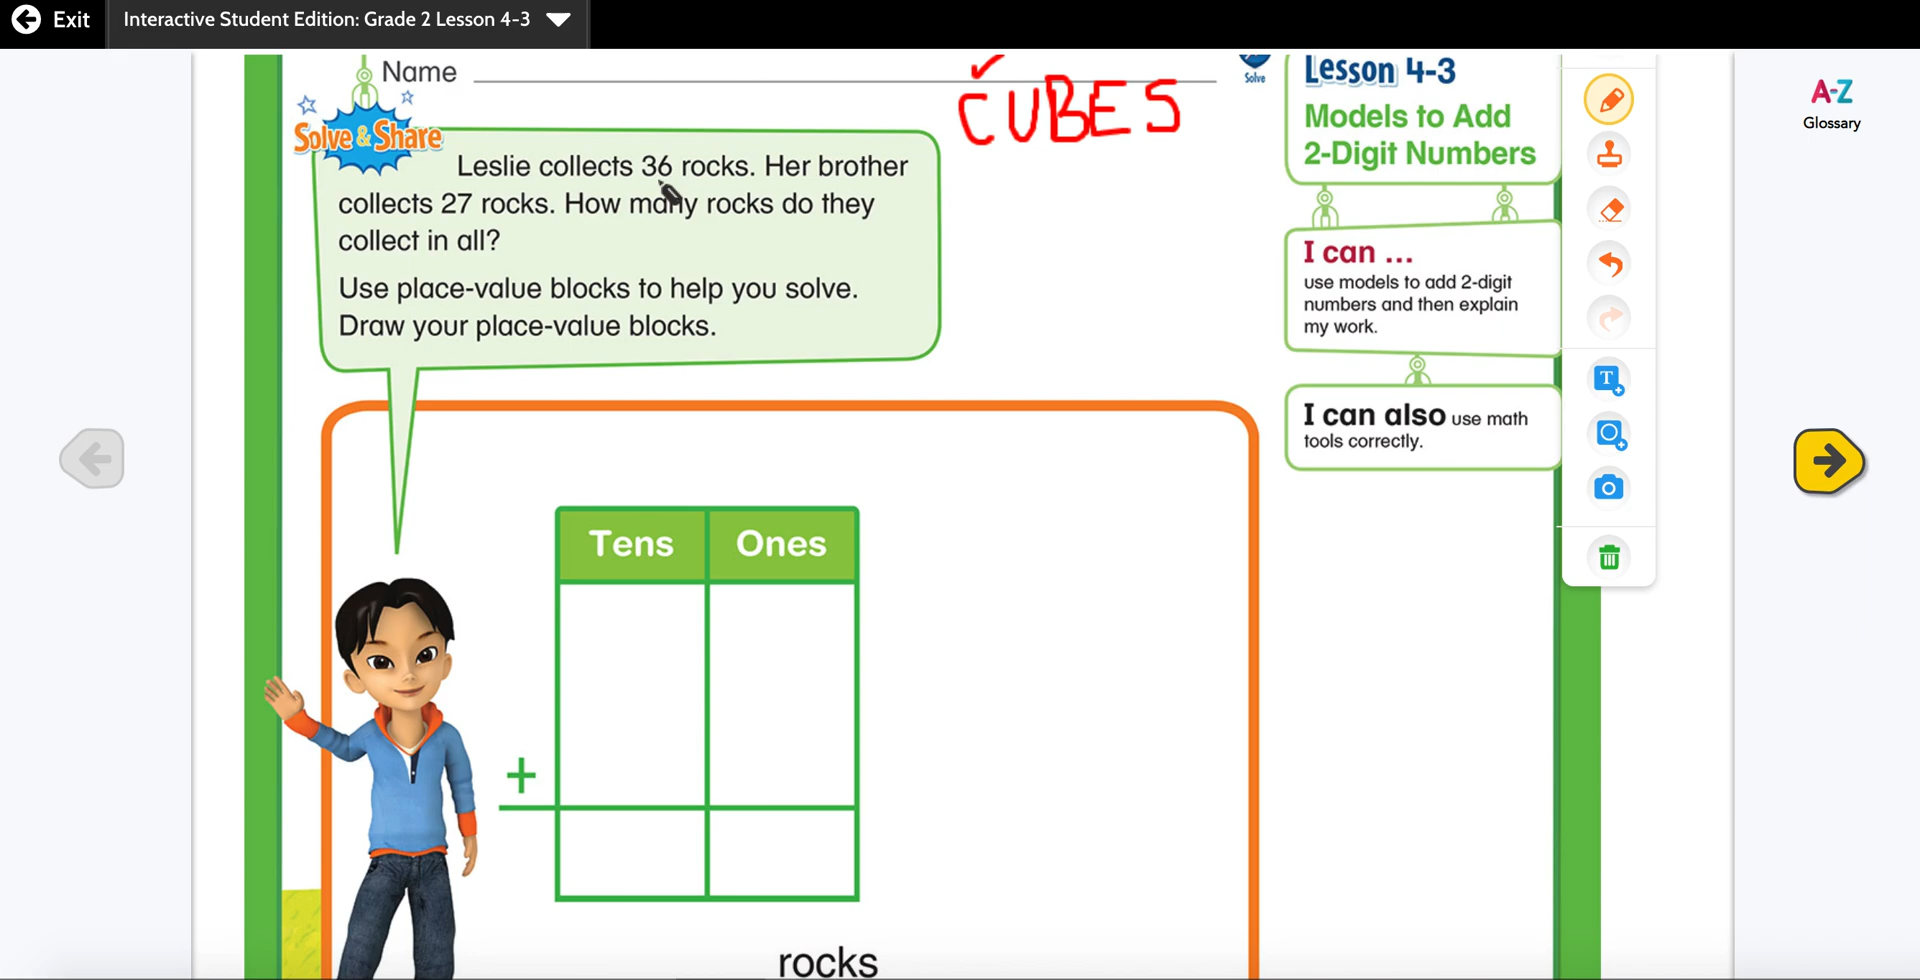 Exit
Interactive Student Edition: Grade 2 Lesson 4-3
Name
CUBES
Solve
Lesson 4-3
Models to Add
2-Digit Numbers
Solve & Share
Leslie collects 36 rocks. Her brother
collects 27 rocks. How many rocks do they
collect in all?
Use place-value blocks to help you solve.
Draw your place-value blocks.
I can ...
use models to add 2-digit
numbers and then explain
my work.
I can also use math
tools correctly.
A-Z
Glossary
T
Tens Ones
+
rocks